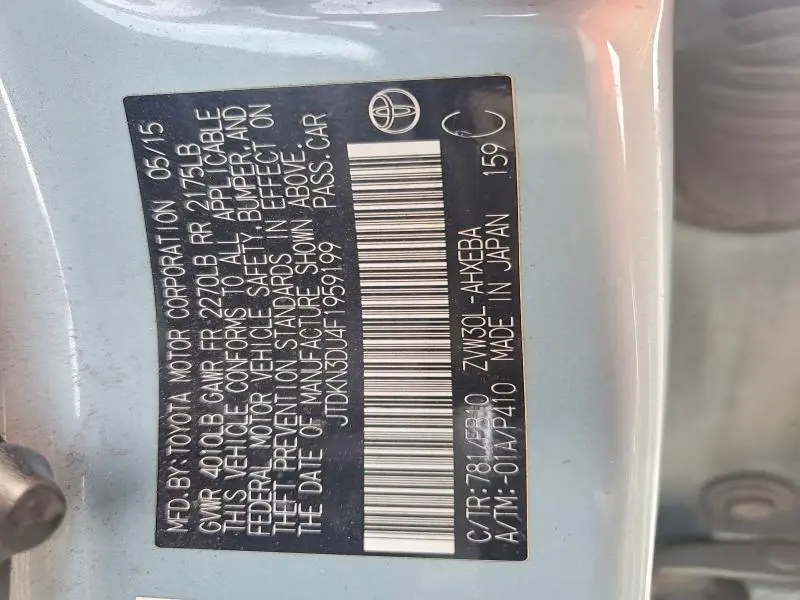 MFD. BY: TOYOTA MOTOR CORPORATION 05/15
GVWR 4010LB GAWR FR 2270LB RR 2175LB
THIS VEHICLE CONFORMS TO ALL APPLICABLE
FEDERAL MOTOR VEHICLE SAFETY, BUMPER, AND
THEFT PREVENTION STANDARDS IN EFFECT ON
THE DATE OF MANUFACTURE SHOWN ABOVE.
JTDKN3DU4F1959199 PASS. CAR
C/TR: 781/FB10 ZVW30L-AHXEBA
A/TM: -01A/P410 MADE IN JAPAN 159 C